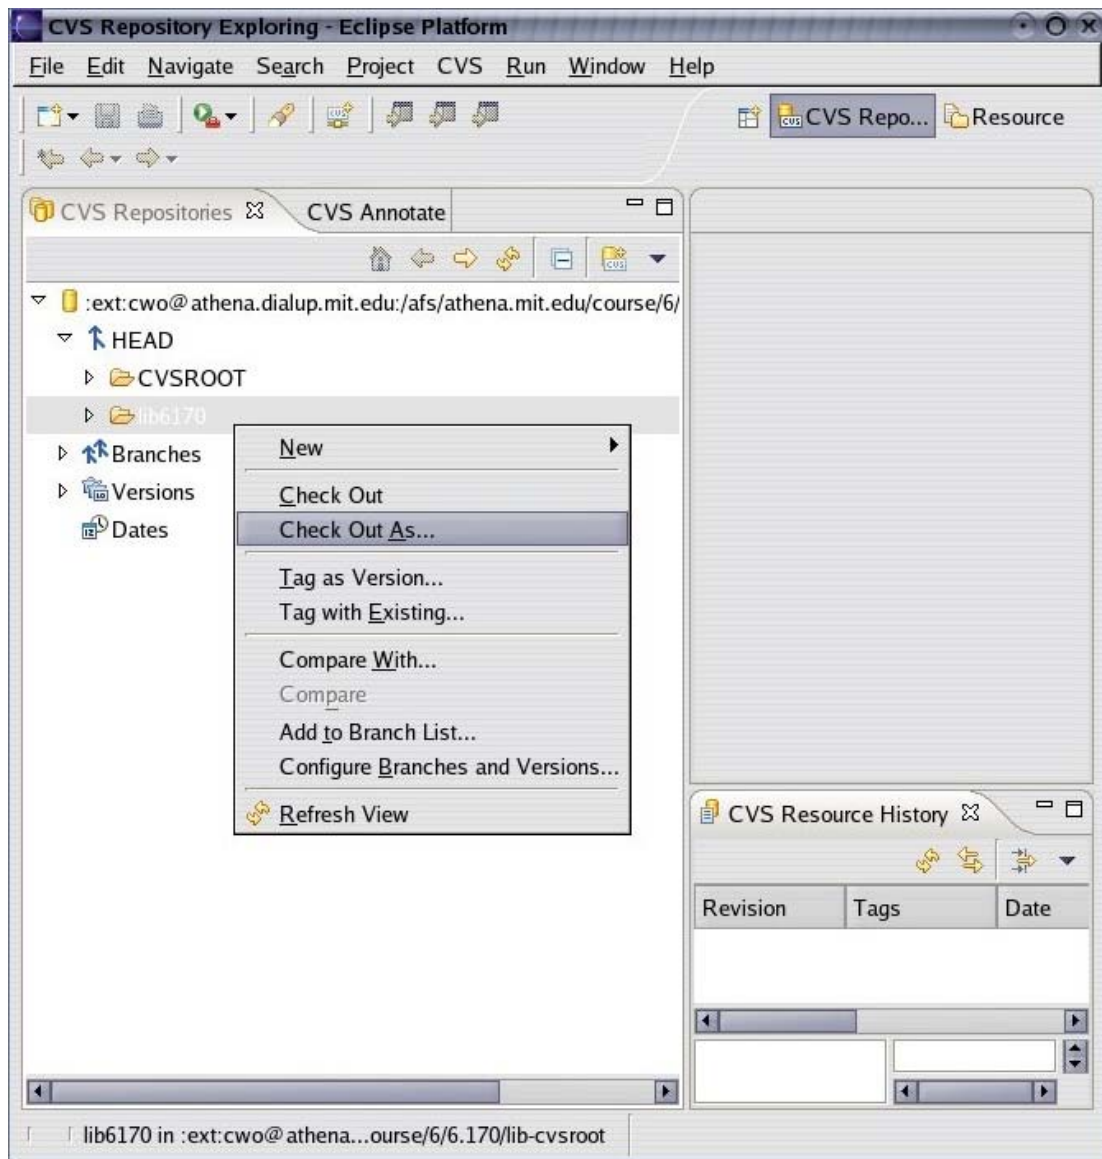 CVS Repository Exploring - Eclipse Platform
File Edit Navigate Search Project CVS Run Window Help
CVS Repo... Resource
CVS Repositories CVS Annotate
:ext:cwo@athena.dialup.mit.edu:/afs/athena.mit.edu/course/6/
HEAD
CVSROOT
lib6170
Branches
Versions
Dates
New
Check Out
Check Out As...
Tag as Version...
Tag with Existing...
Compare With...
Compare
Add to Branch List...
Configure Branches and Versions...
Refresh View
CVS Resource History
Revision Tags Date
lib6170 in :ext:cwo@athena...ourse/6/6.170/lib-cvsroot